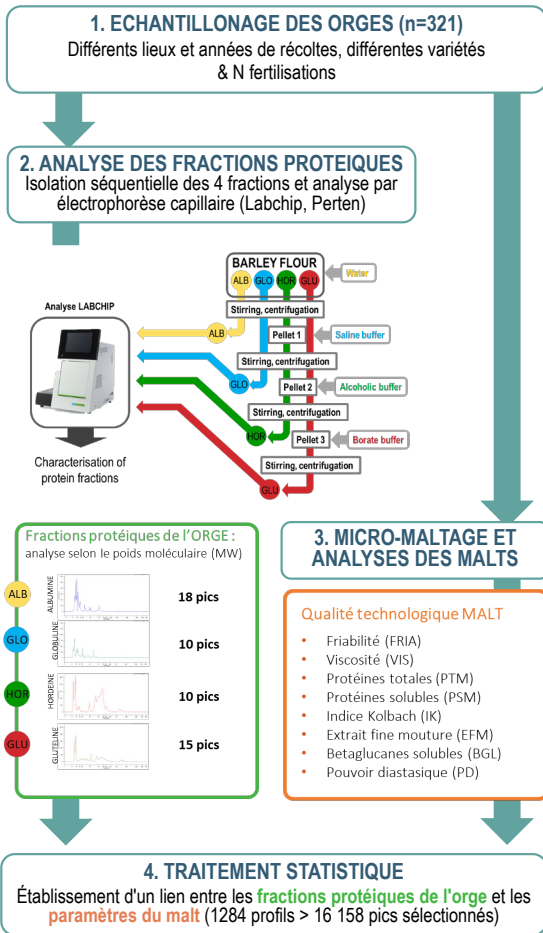 1. ECHANTILLONAGE DES ORGES (n=321)
Différents lieux et années de récoltes, différentes variétés
& N fertilisations
2. ANALYSE DES FRACTIONS PROTEIQUES
Isolation séquentielle des 4 fractions et analyse par
électrophorèse capillaire (Labchip, Perten)
BARLEY FLOUR
ALB GLO HOR GLU
Water
Stirring, centrifugation
Analyse LABCHIP
ALB
Pellet 1
Saline buffer
Stirring, centrifugation
GLO
Pellet 2
Alcoholic buffer
Stirring, centrifugation
HOR
Pellet 3
Borate buffer
Stirring, centrifugation
GLU
Characterisation of
protein fractions
Fractions protéiques de l'ORGE :
analyse selon le poids moléculaire (MW)
ALB
ALBUMINE
18 pics
GLO
GLOBULINE
10 pics
HOR
HORDEINE
10 pics
GLU
GLUTELINE
15 pics
3. MICRO-MALTAGE ET
ANALYSES DES MALTS
Qualité technologique MALT
• Friabilité (FRIA)
• Viscosité (VIS)
• Protéines totales (PTM)
• Protéines solubles (PSM)
• Indice Kolbach (IK)
• Extrait fine mouture (EFM)
• Betaglucanes solubles (BGL)
• Pouvoir diastasique (PD)
4. TRAITEMENT STATISTIQUE
Établissement d'un lien entre les fractions protéiques de l'orge et les
paramètres du malt (1284 profils > 16 158 pics sélectionnés)